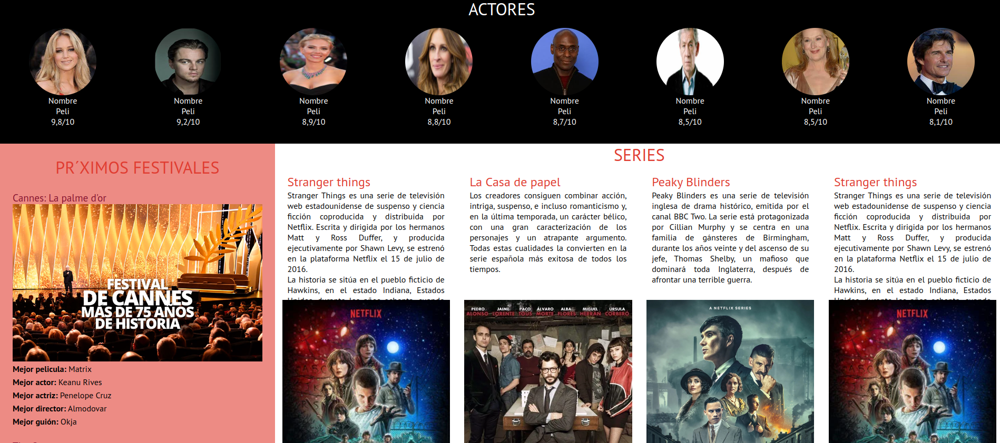 ACTORES
Nombre
Peli
9,8/10
Nombre
Peli
9,2/10
Nombre
Peli
8,9/10
Nombre
Peli
8,8/10
Nombre
Peli
8,7/10
Nombre
Peli
8,5/10
Nombre
Peli
8,5/10
Nombre
Peli
8,1/10
PR´XIMOS FESTIVALES
Cannes: La palme d'or
FESTIVAL
DE CANNES
MÁS DE 75 AÑOS
DE HISTORIA
Mejor pelicula: Matrix
Mejor actor: Keanu Rives
Mejor actriz: Penelope Cruz
Mejor director: Almodovar
Mejor guión: Okja
SERIES
Stranger things
Stranger Things es una serie de televisión
web estadounidense de suspenso y ciencia
ficción coproducida y distribuida por
Netflix. Escrita y dirigida por los hermanos
Matt y Ross Duffer, y producida
ejecutivamente por Shawn Levy, se estrenó
en la plataforma Netflix el 15 de julio de
2016.
La historia se sitúa en el pueblo ficticio de
Hawkins, en el estado Indiana, Estados
Unidos, durante los años ochenta, cuando
NETFLIX
La Casa de papel
Los creadores consiguen combinar acción,
intriga, suspenso, e incluso romanticismo y,
en la última temporada, un carácter bélico,
con una gran caracterización de los
personajes y un atrapante argumento.
Todas estas cualidades la convierten en la
serie española más exitosa de todos los
tiempos.
PEDRO ALONSO
JAIME LORENTE
PACO TOUS
ÁLVARO MORTE
ALBA FLORES
MIGUEL HERRÁN
ÚRSULA CORBERÓ
Peaky Blinders
Peaky Blinders es una serie de televisión
inglesa de drama histórico, emitida por el
canal BBC Two. La serie está protagonizada
por Cillian Murphy y se centra en una
familia de gánsteres de Birmingham,
durante los años veinte y del ascenso de su
jefe, Thomas Shelby, un mafioso que
dominará toda Inglaterra, después de
afrontar una terrible guerra.
A NETFLIX SERIES
Stranger things
Stranger Things es una serie de televisión
web estadounidense de suspenso y ciencia
ficción coproducida y distribuida por
Netflix. Escrita y dirigida por los hermanos
Matt y Ross Duffer, y producida
ejecutivamente por Shawn Levy, se estrenó
en la plataforma Netflix el 15 de julio de
2016.
La historia se sitúa en el pueblo ficticio de
Hawkins, en el estado Indiana, Estados
Unidos, durante los años ochenta, cuando
NETFLIX